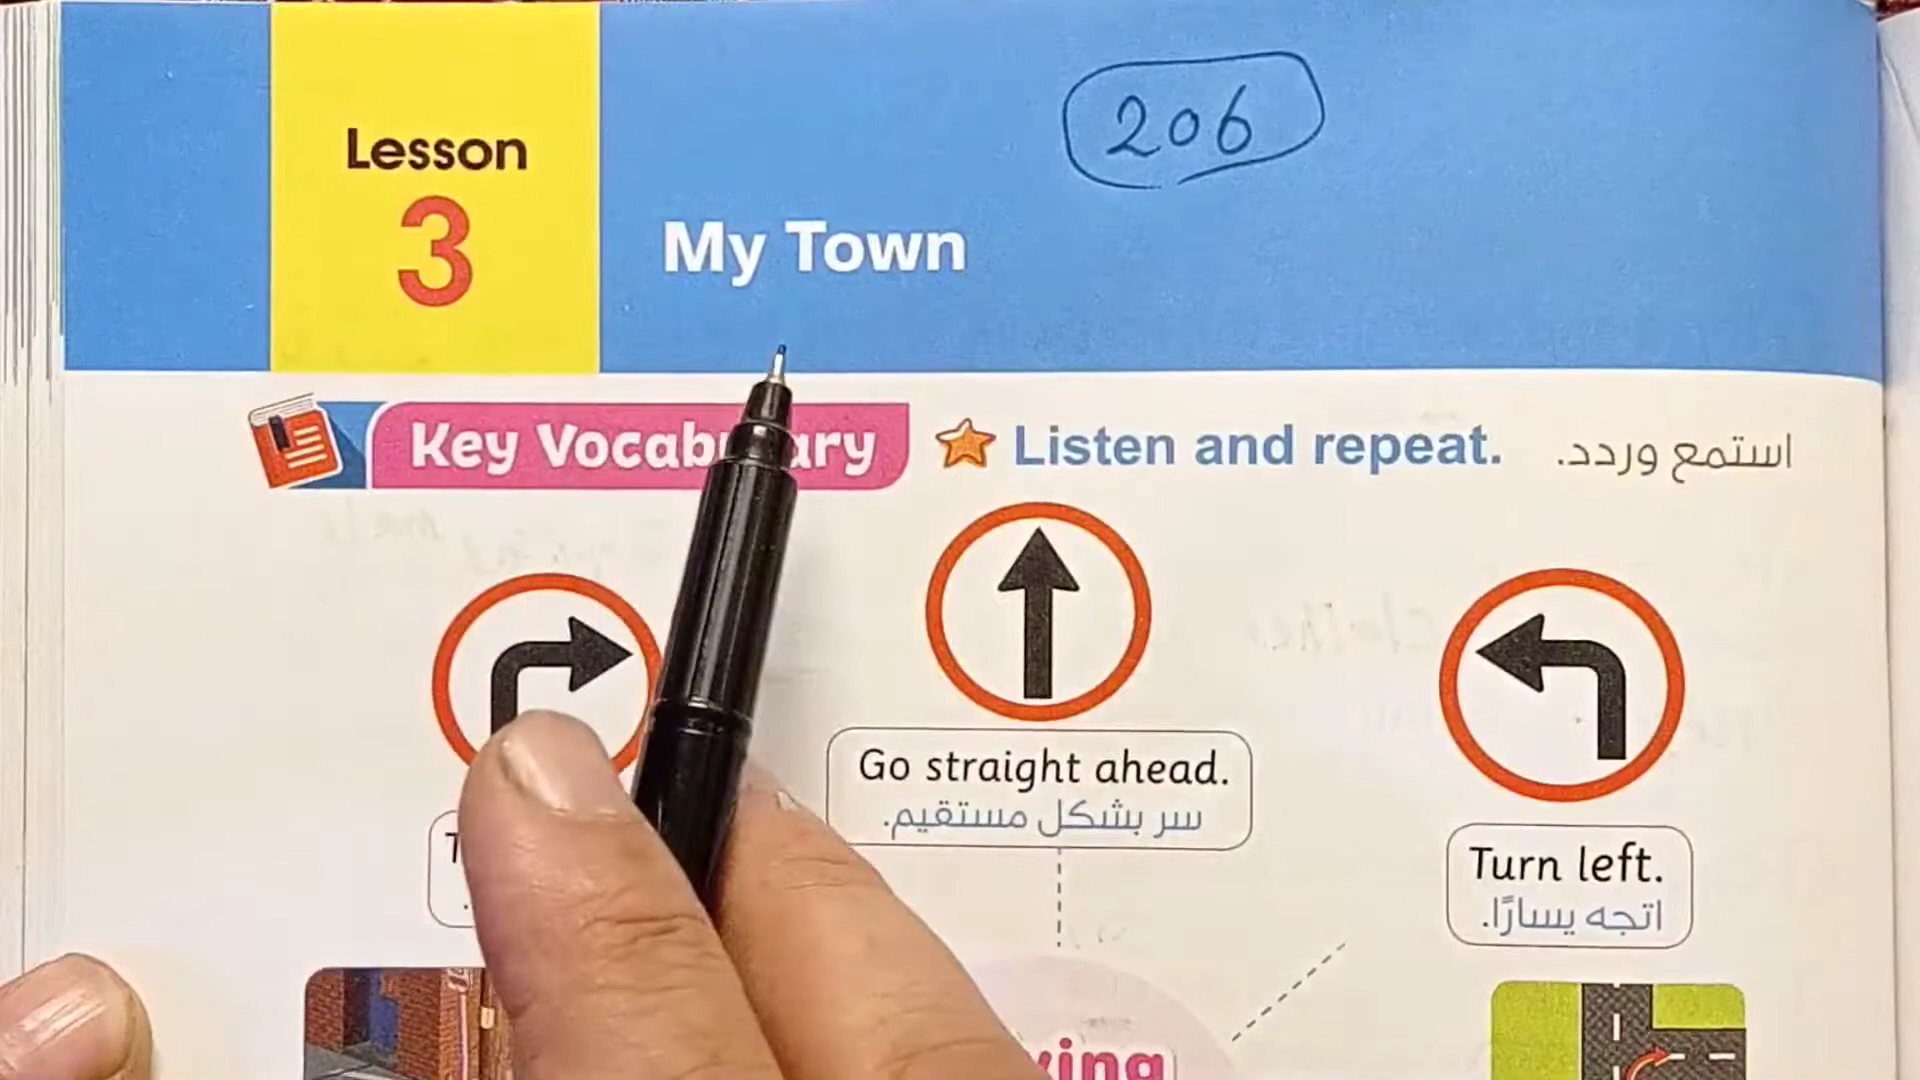 206
Lesson
3
My Town
Key Vocabulary
Listen and repeat.
استمع وردد.
Go straight ahead.
سر بشكل مستقيم.
Turn left.
اتجه يسارًا.